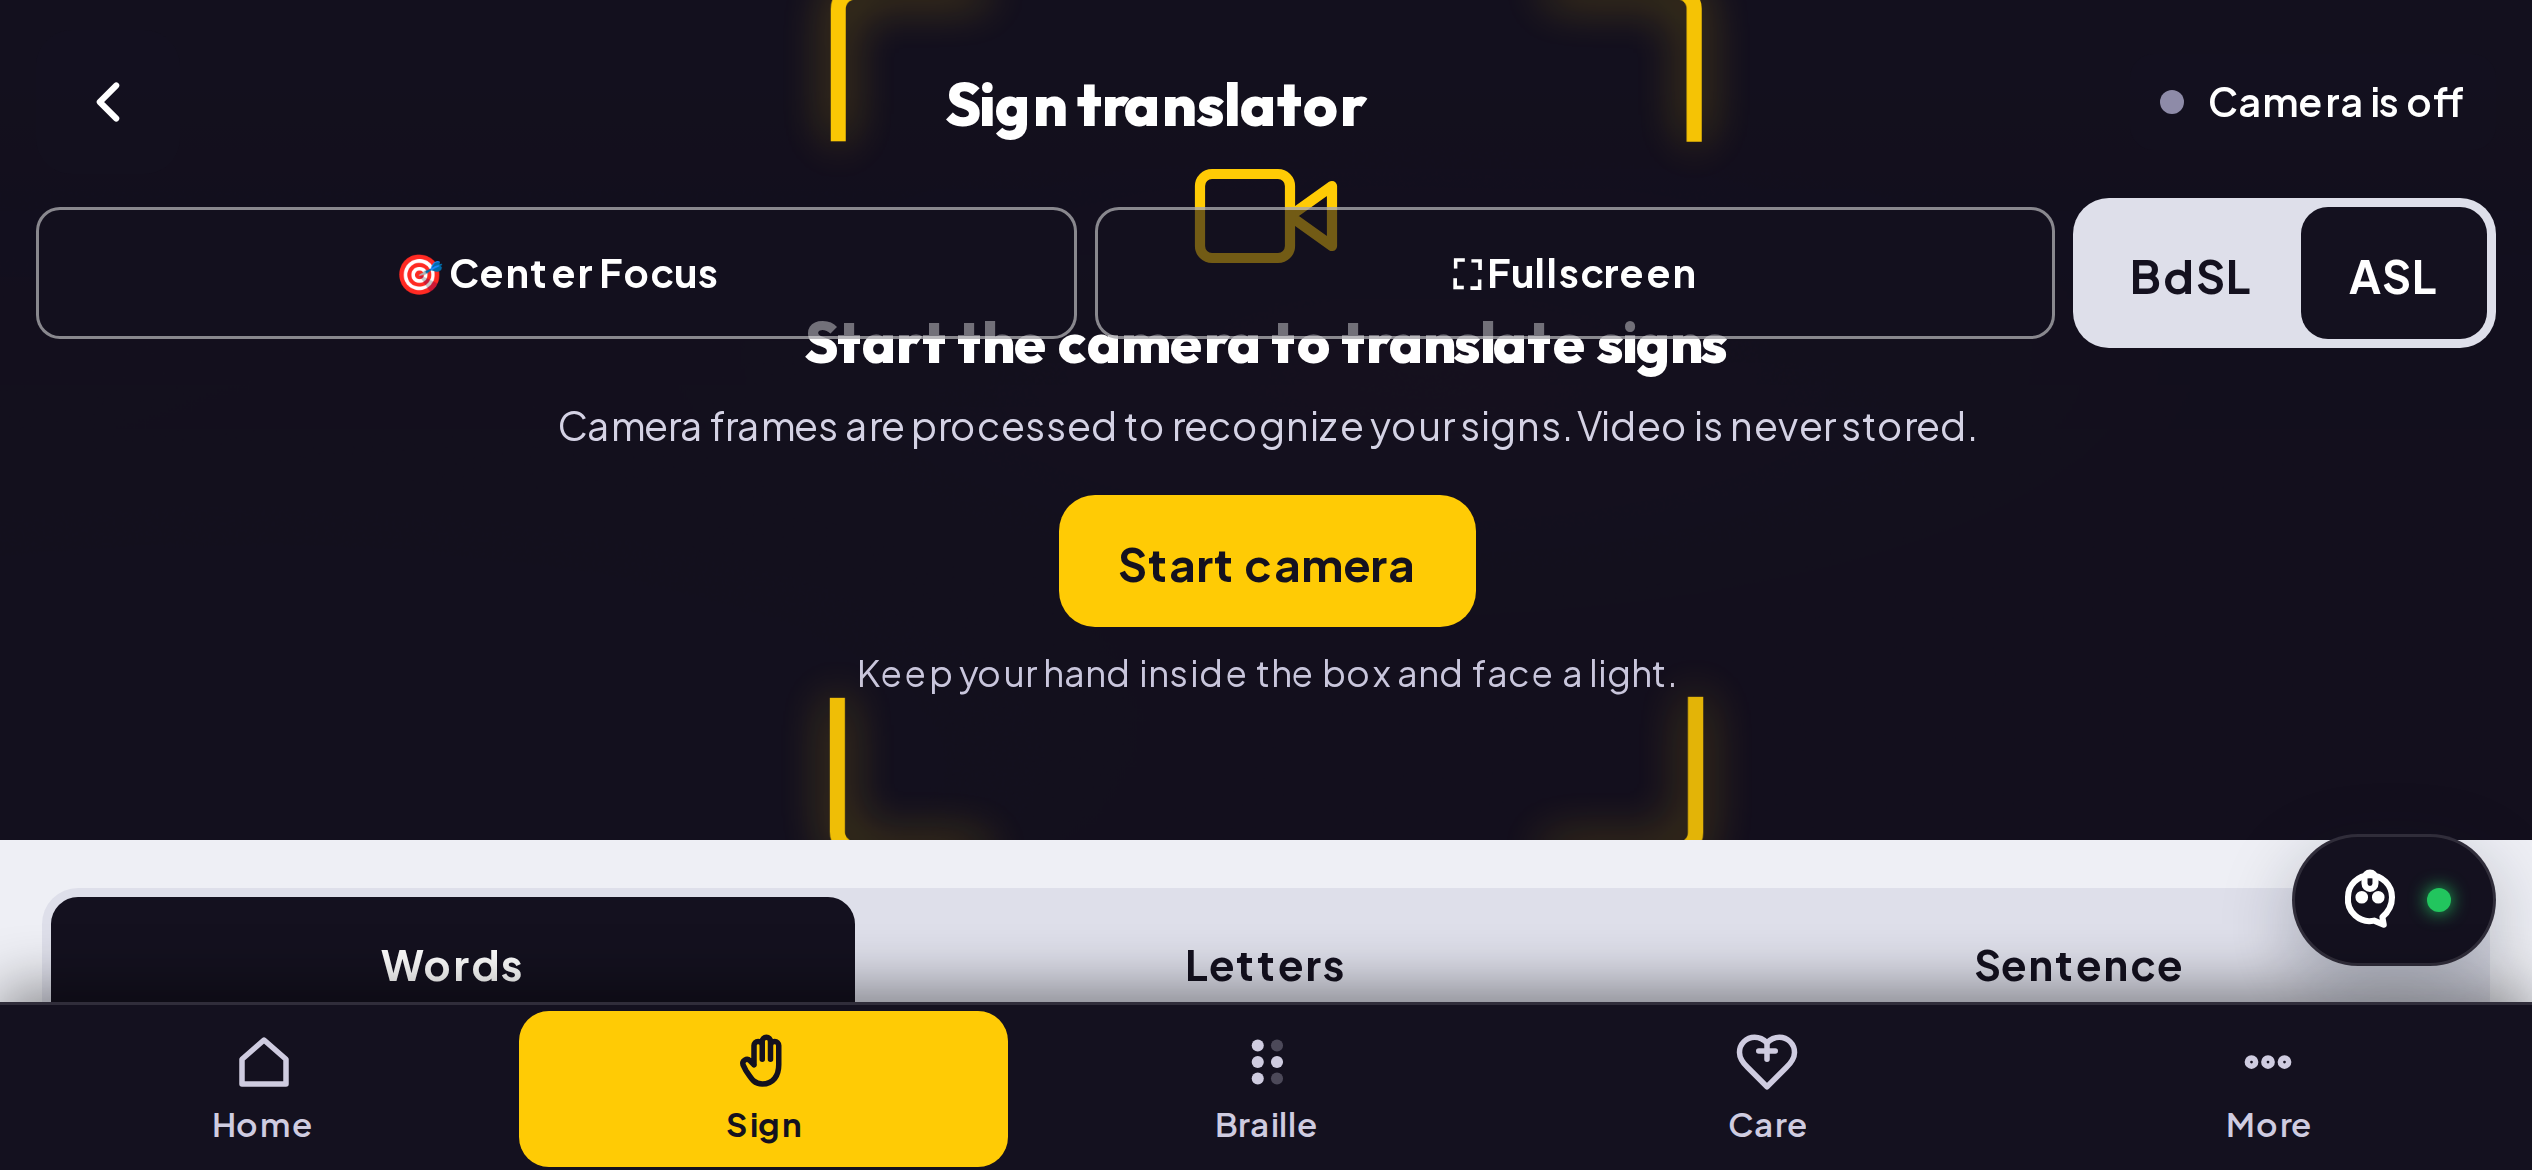 Sign translator
Camera is off
🎯 Center Focus
⛶ Fullscreen
BdSL
ASL
Start the camera to translate signs
Camera frames are processed to recognize your signs. Video is never stored.
Start camera
Keep your hand inside the box and face a light.
Words
Letters
Sentence
Home
Sign
Braille
Care
More